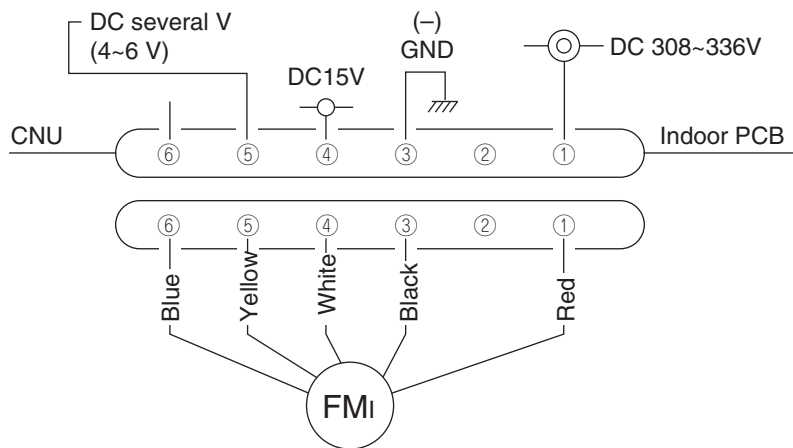 DC several V
(4~6 V)
(–)
GND
DC15V
DC 308~336V
CNU
Indoor PCB
⑥ ⑤ ④ ③ ② ①
⑥ ⑤ ④ ③ ② ①
Blue
Yellow
White
Black
Red
FMI